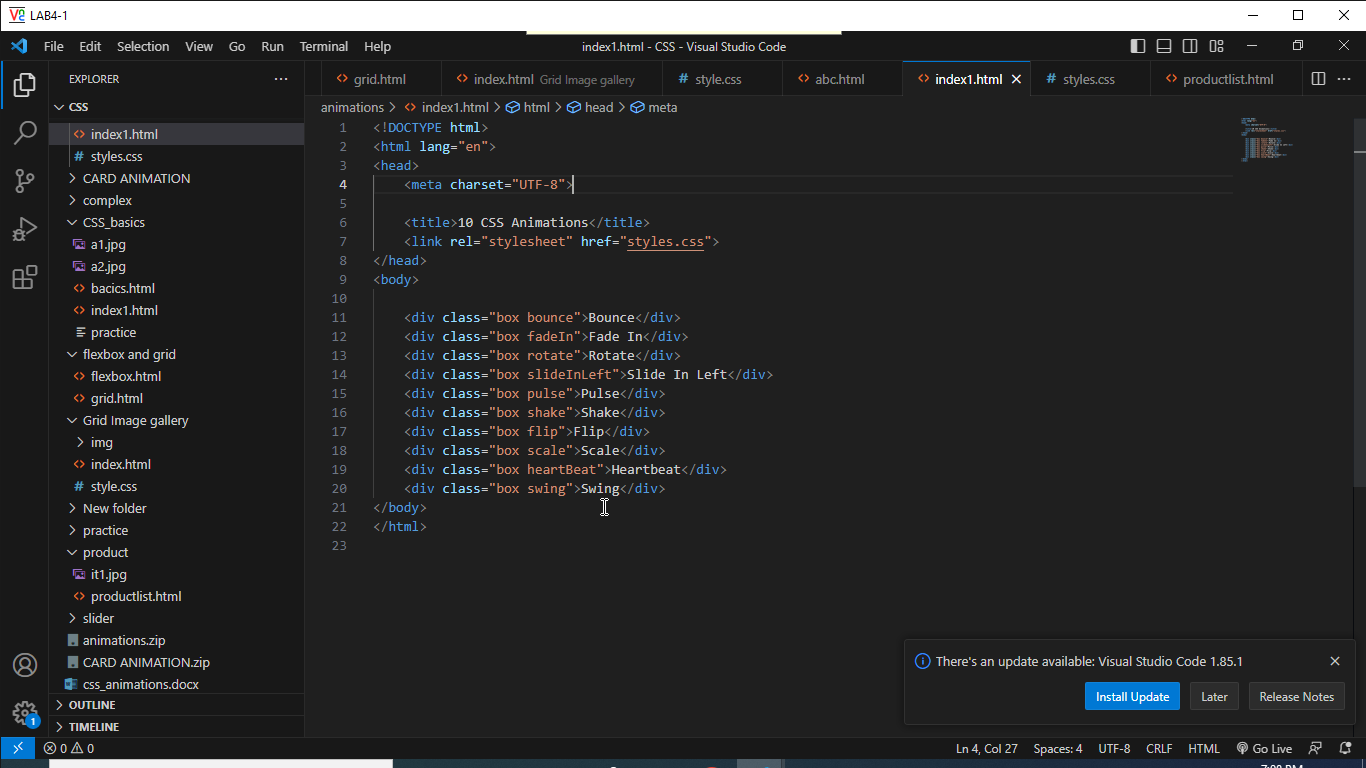 LAB4-1
File Edit Selection View Go Run Terminal Help
index1.html - CSS - Visual Studio Code
EXPLORER
CSS
index1.html
styles.css
CARD ANIMATION
complex
CSS_basics
a1.jpg
a2.jpg
bacics.html
index1.html
practice
flexbox and grid
flexbox.html
grid.html
Grid Image gallery
img
index.html
style.css
New folder
practice
product
it1.jpg
productlist.html
slider
animations.zip
CARD ANIMATION.zip
css_animations.docx
OUTLINE
TIMELINE
grid.html index.html Grid Image gallery style.css abc.html index1.html styles.css productlist.html
animations > index1.html > html > head > meta
1 <!DOCTYPE html>
2 <html lang="en">
3 <head>
4 <meta charset="UTF-8">
5
6 <title>10 CSS Animations</title>
7 <link rel="stylesheet" href="styles.css">
8 </head>
9 <body>
10
11 <div class="box bounce">Bounce</div>
12 <div class="box fadeIn">Fade In</div>
13 <div class="box rotate">Rotate</div>
14 <div class="box slideInLeft">Slide In Left</div>
15 <div class="box pulse">Pulse</div>
16 <div class="box shake">Shake</div>
17 <div class="box flip">Flip</div>
18 <div class="box scale">Scale</div>
19 <div class="box heartBeat">Heartbeat</div>
20 <div class="box swing">Swing</div>
21 </body>
22 </html>
23
There's an update available: Visual Studio Code 1.85.1
Install Update Later Release Notes
1
0 0
Ln 4, Col 27 Spaces: 4 UTF-8 CRLF HTML Go Live